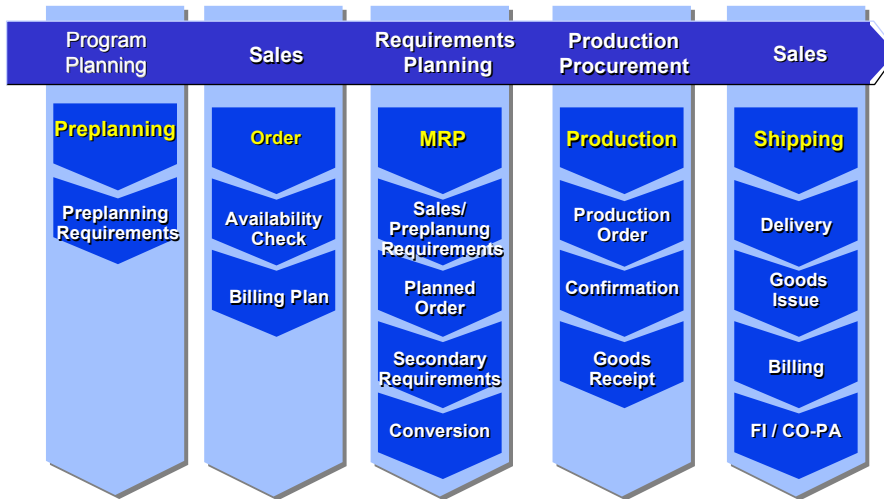 Program
Planning
Sales
Requirements
Planning
Production
Procurement
Sales
Preplanning
Preplanning
Requirements
Order
Availability
Check
Billing Plan
MRP
Sales/
Preplanung
Requirements
Planned
Order
Secondary
Requirements
Conversion
Production
Production
Order
Confirmation
Goods
Receipt
Shipping
Delivery
Goods
Issue
Billing
FI / CO-PA